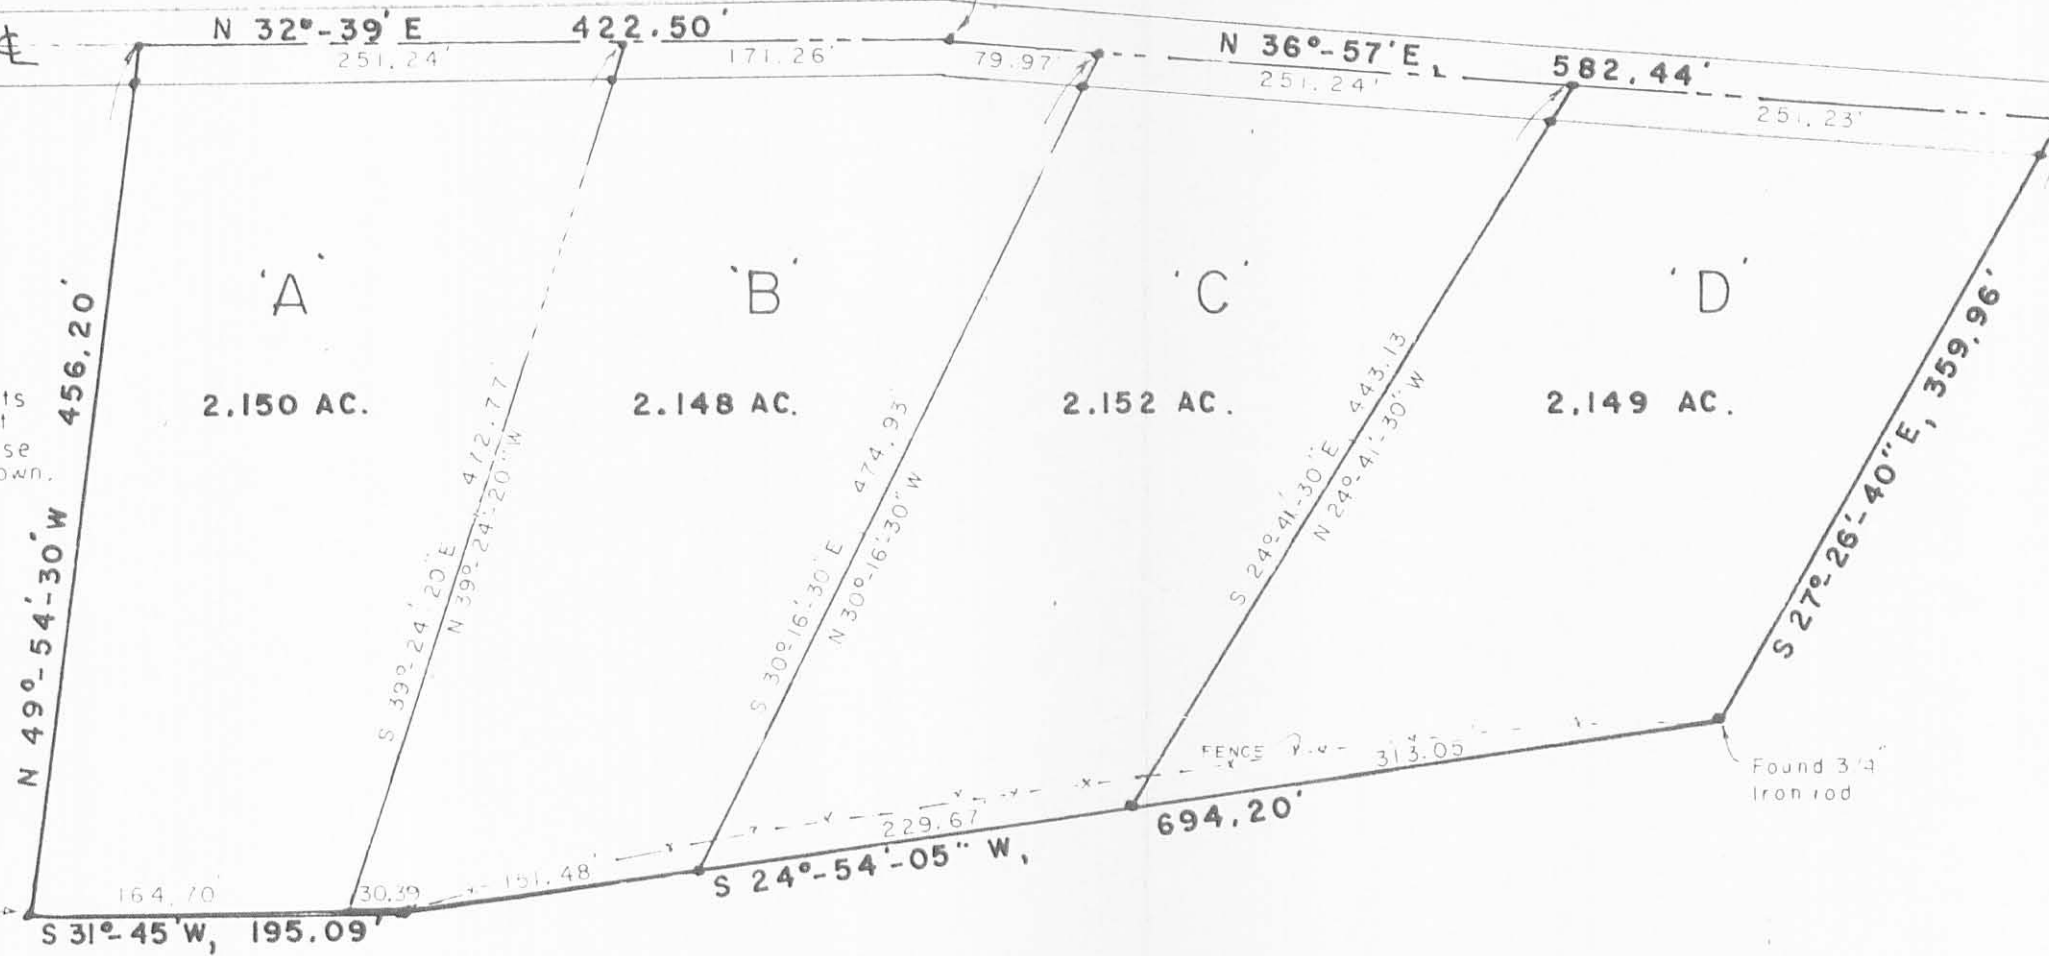 ℄
N 32°-39' E 422.50'
N 36°-57' E, 582.44'
251.24'
171.26'
79.97'
251.24'
251.23'
'A'
'B'
'C'
'D'
2.150 AC.
2.148 AC.
2.152 AC.
2.149 AC.
N 49°-54'-30" W 456.20'
S 39°-24'-20" E 472.77'
N 39°-24'-20" W
S 30°-16'-30" E 474.93'
N 30°-16'-30" W
S 24°-41'-30" E 443.13
N 24°-41'-30" W
S 27°-26'-40" E, 359.96'
own.
FENCE
313.05
229.67
151.48'
30.39
164.70'
Found 3/4"
Iron rod
694.20'
S 24°-54'-05" W,
S 31°-45' W, 195.09'